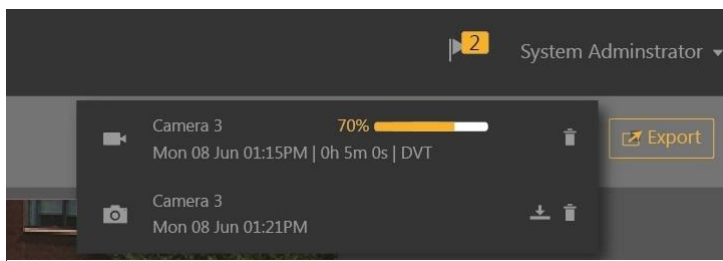 2
System Adminstrator
Camera 3 70%
Mon 08 Jun 01:15PM | 0h 5m 0s | DVT
Export
Camera 3
Mon 08 Jun 01:21PM